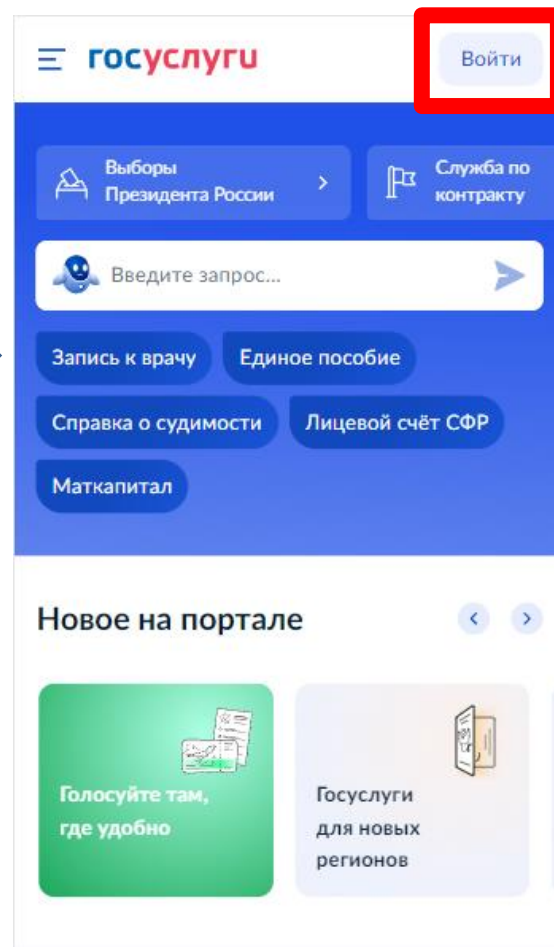 госуслуги
Войти
Выборы
Президента России
Служба по
контракту
Введите запрос...
Запись к врачу
Единое пособие
Справка о судимости
Лицевой счёт СФР
Маткапитал
Новое на портале
Голосуйте там,
где удобно
Госуслуги
для новых
регионов